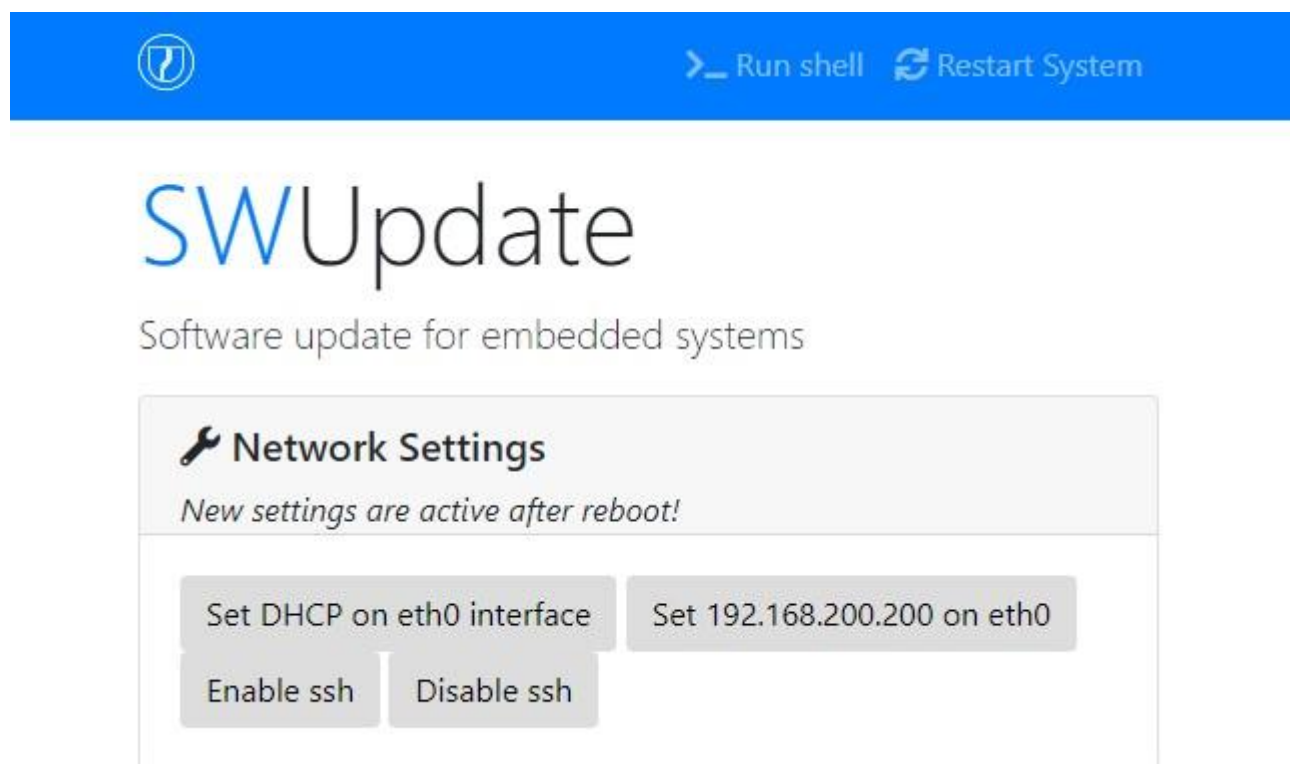 Run shell Restart System
SWUpdate
Software update for embedded systems
Network Settings
New settings are active after reboot!
Set DHCP on eth0 interface Set 192.168.200.200 on eth0
Enable ssh Disable ssh